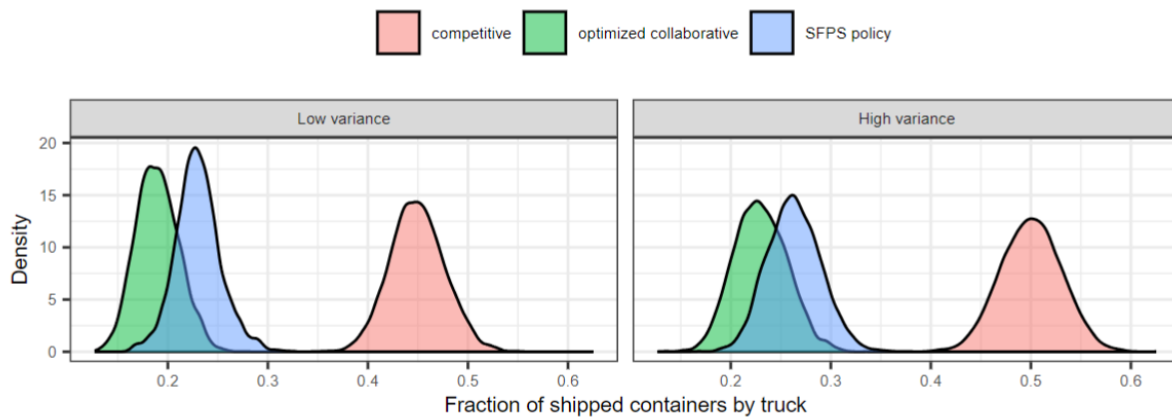 competitive optimized collaborative SFPS policy
Low variance High variance
20
15
10
5
0
Density
0.2 0.3 0.4 0.5 0.6 0.2 0.3 0.4 0.5 0.6
Fraction of shipped containers by truck